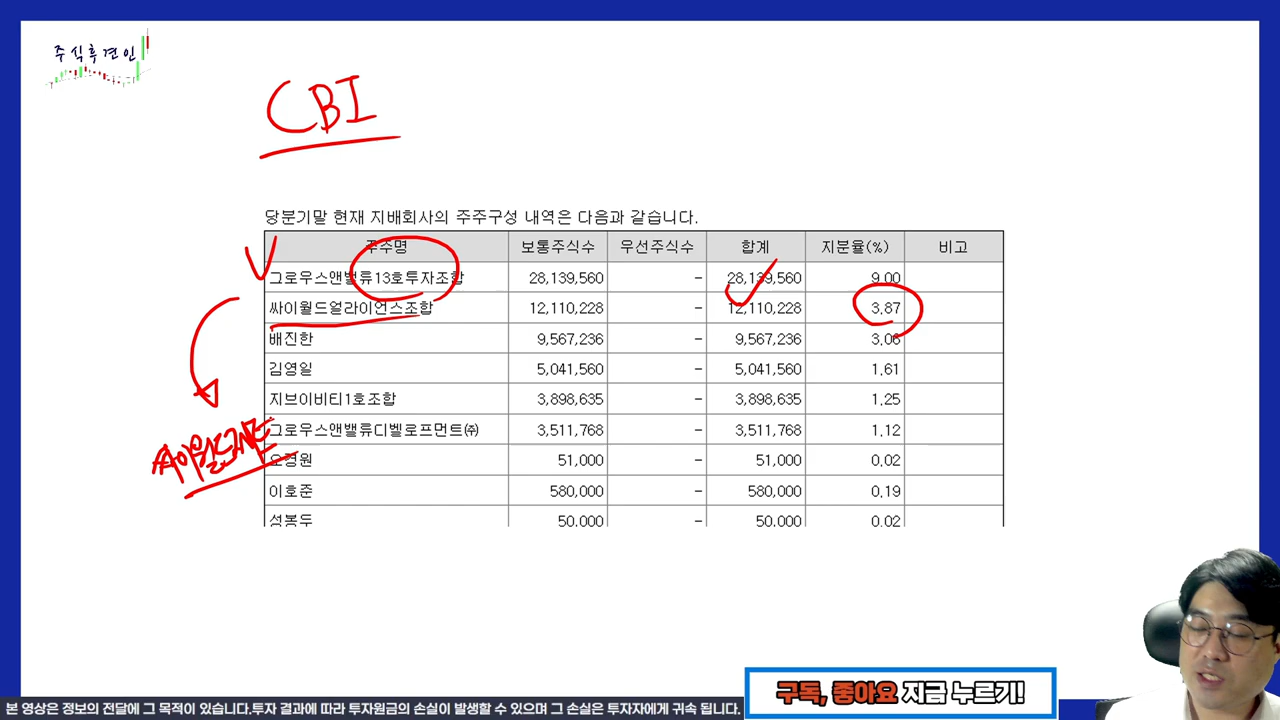 주식후견인
CBI
당분기말 현재 지배회사의 주주구성 내역은 다음과 같습니다.
주주명 보통주식수 우선주식수 합계 지분율(%) 비고
그로우스앤밸류13호투자조합 28,139,560 - 28,139,560 9.00
싸이월드얼라이언스조합 12,110,228 - 12,110,228 3.87
배진한 9,567,236 - 9,567,236 3.06
김영일 5,041,560 - 5,041,560 1.61
지브이비티1호조합 3,898,635 - 3,898,635 1.25
그로우스앤밸류디벨로프먼트㈜ 3,511,768 - 3,511,768 1.12
오경원 51,000 - 51,000 0.02
이호준 580,000 - 580,000 0.19
성봉두 50,000 - 50,000 0.02
구독, 좋아요 지금 누르기!
본 영상은 정보의 전달에 그 목적이 있습니다.투자 결과에 따라 투자원금의 손실이 발생할 수 있으며 그 손실은 투자자에게 귀속 됩니다.